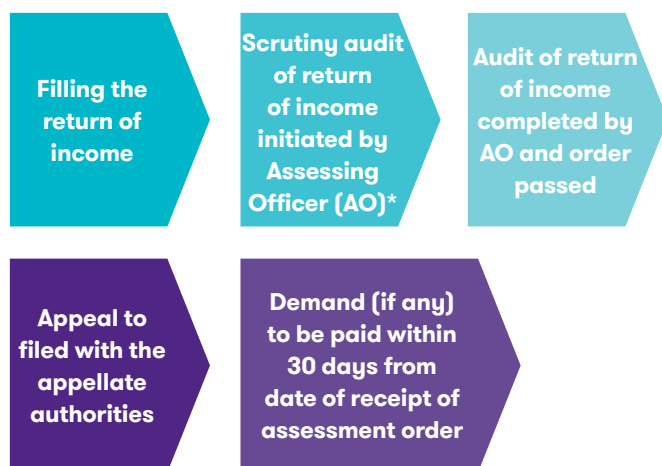 Filling the
return of
income
Scrutiny audit
of return
of income
initiated by
Assessing
Officer (AO)*
Audit of return
of income
completed by
AO and order
passed
Appeal to
filed with the
appellate
authorities
Demand (if any)
to be paid within
30 days from
date of receipt of
assessment order